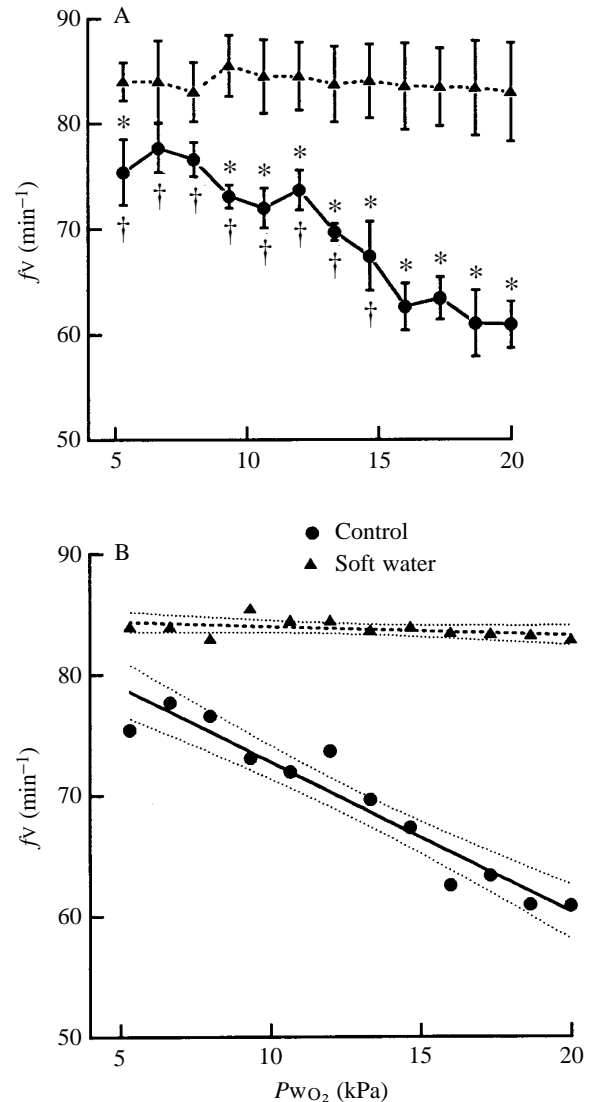 A
90
80
70
60
50
fv (min⁻¹)
* * * * * * * * * *
† † † † † † † †
5 10 15 20
B
● Control
▲ Soft water
90
80
70
60
50
fv (min⁻¹)
5 10 15 20
PwO₂ (kPa)